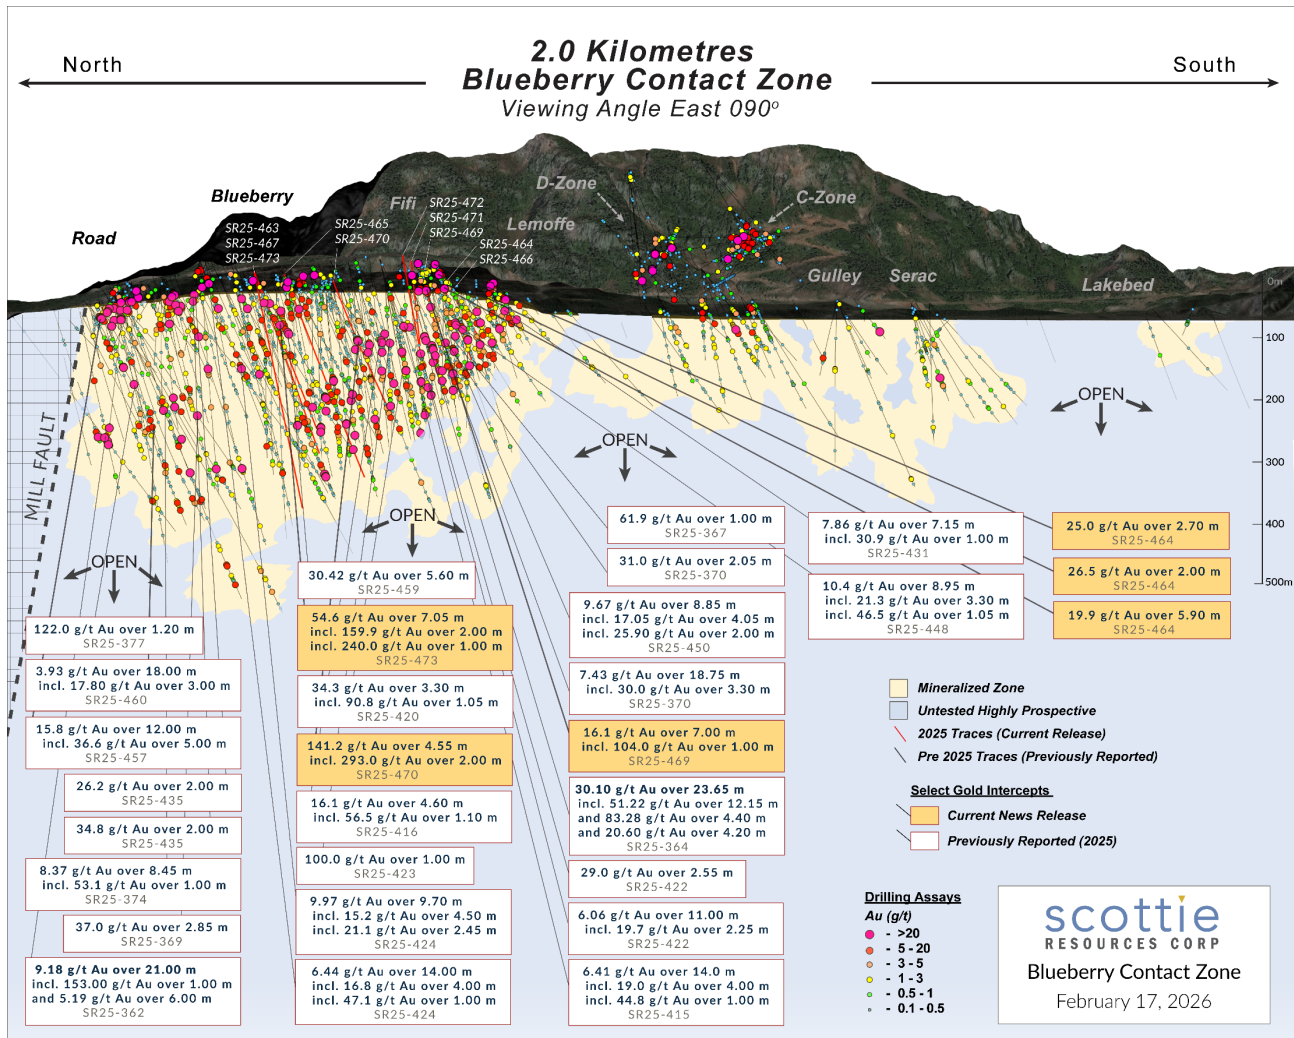 2.0 Kilometres
Blueberry Contact Zone
Viewing Angle East 090º
North
South
Road
Blueberry
Fifi
Lemoffe
D-Zone
C-Zone
Gulley
Serac
Lakebed
SR25-463
SR25-467
SR25-473
SR25-465
SR25-470
SR25-472
SR25-471
SR25-469
SR25-464
SR25-466
0m
100
200
300
400
500m
MILL FAULT
OPEN
OPEN
OPEN
OPEN
122.0 g/t Au over 1.20 m
SR25-377
3.93 g/t Au over 18.00 m
incl. 17.80 g/t Au over 3.00 m
SR25-460
15.8 g/t Au over 12.00 m
incl. 36.6 g/t Au over 5.00 m
SR25-457
26.2 g/t Au over 2.00 m
SR25-435
34.8 g/t Au over 2.00 m
SR25-435
8.37 g/t Au over 8.45 m
incl. 53.1 g/t Au over 1.00 m
SR25-374
37.0 g/t Au over 2.85 m
SR25-369
9.18 g/t Au over 21.00 m
incl. 153.00 g/t Au over 1.00 m
and 5.19 g/t Au over 6.00 m
SR25-362
30.42 g/t Au over 5.60 m
SR25-459
54.6 g/t Au over 7.05 m
incl. 159.9 g/t Au over 2.00 m
incl. 240.0 g/t Au over 1.00 m
SR25-473
34.3 g/t Au over 3.30 m
incl. 90.8 g/t Au over 1.05 m
SR25-420
141.2 g/t Au over 4.55 m
incl. 293.0 g/t Au over 2.00 m
SR25-470
16.1 g/t Au over 4.60 m
incl. 56.5 g/t Au over 1.10 m
SR25-416
100.0 g/t Au over 1.00 m
SR25-423
9.97 g/t Au over 9.70 m
incl. 15.2 g/t Au over 4.50 m
incl. 21.1 g/t Au over 2.45 m
SR25-424
6.44 g/t Au over 14.00 m
incl. 16.8 g/t Au over 4.00 m
incl. 47.1 g/t Au over 1.00 m
SR25-424
61.9 g/t Au over 1.00 m
SR25-367
31.0 g/t Au over 2.05 m
SR25-370
9.67 g/t Au over 8.85 m
incl. 17.05 g/t Au over 4.05 m
incl. 25.90 g/t Au over 2.00 m
SR25-450
7.43 g/t Au over 18.75 m
incl. 30.0 g/t Au over 3.30 m
SR25-370
16.1 g/t Au over 7.00 m
incl. 104.0 g/t Au over 1.00 m
SR25-469
30.10 g/t Au over 23.65 m
incl. 51.22 g/t Au over 12.15 m
and 83.28 g/t Au over 4.40 m
and 20.60 g/t Au over 4.20 m
SR25-364
29.0 g/t Au over 2.55 m
SR25-422
6.06 g/t Au over 11.00 m
incl. 19.7 g/t Au over 2.25 m
SR25-422
6.41 g/t Au over 14.0 m
incl. 19.0 g/t Au over 4.00 m
incl. 44.8 g/t Au over 1.00 m
SR25-415
7.86 g/t Au over 7.15 m
incl. 30.9 g/t Au over 1.00 m
SR25-431
10.4 g/t Au over 8.95 m
incl. 21.3 g/t Au over 3.30 m
incl. 46.5 g/t Au over 1.05 m
SR25-448
25.0 g/t Au over 2.70 m
SR25-464
26.5 g/t Au over 2.00 m
SR25-464
19.9 g/t Au over 5.90 m
SR25-464
Mineralized Zone
Untested Highly Prospective
2025 Traces (Current Release)
Pre 2025 Traces (Previously Reported)
Select Gold Intercepts
Current News Release
Previously Reported (2025)
Drilling Assays
Au (g/t)
- >20
- 5 - 20
- 3 - 5
- 1 - 3
- 0.5 - 1
- 0.1 - 0.5
scottie
RESOURCES CORP
Blueberry Contact Zone
February 17, 2026